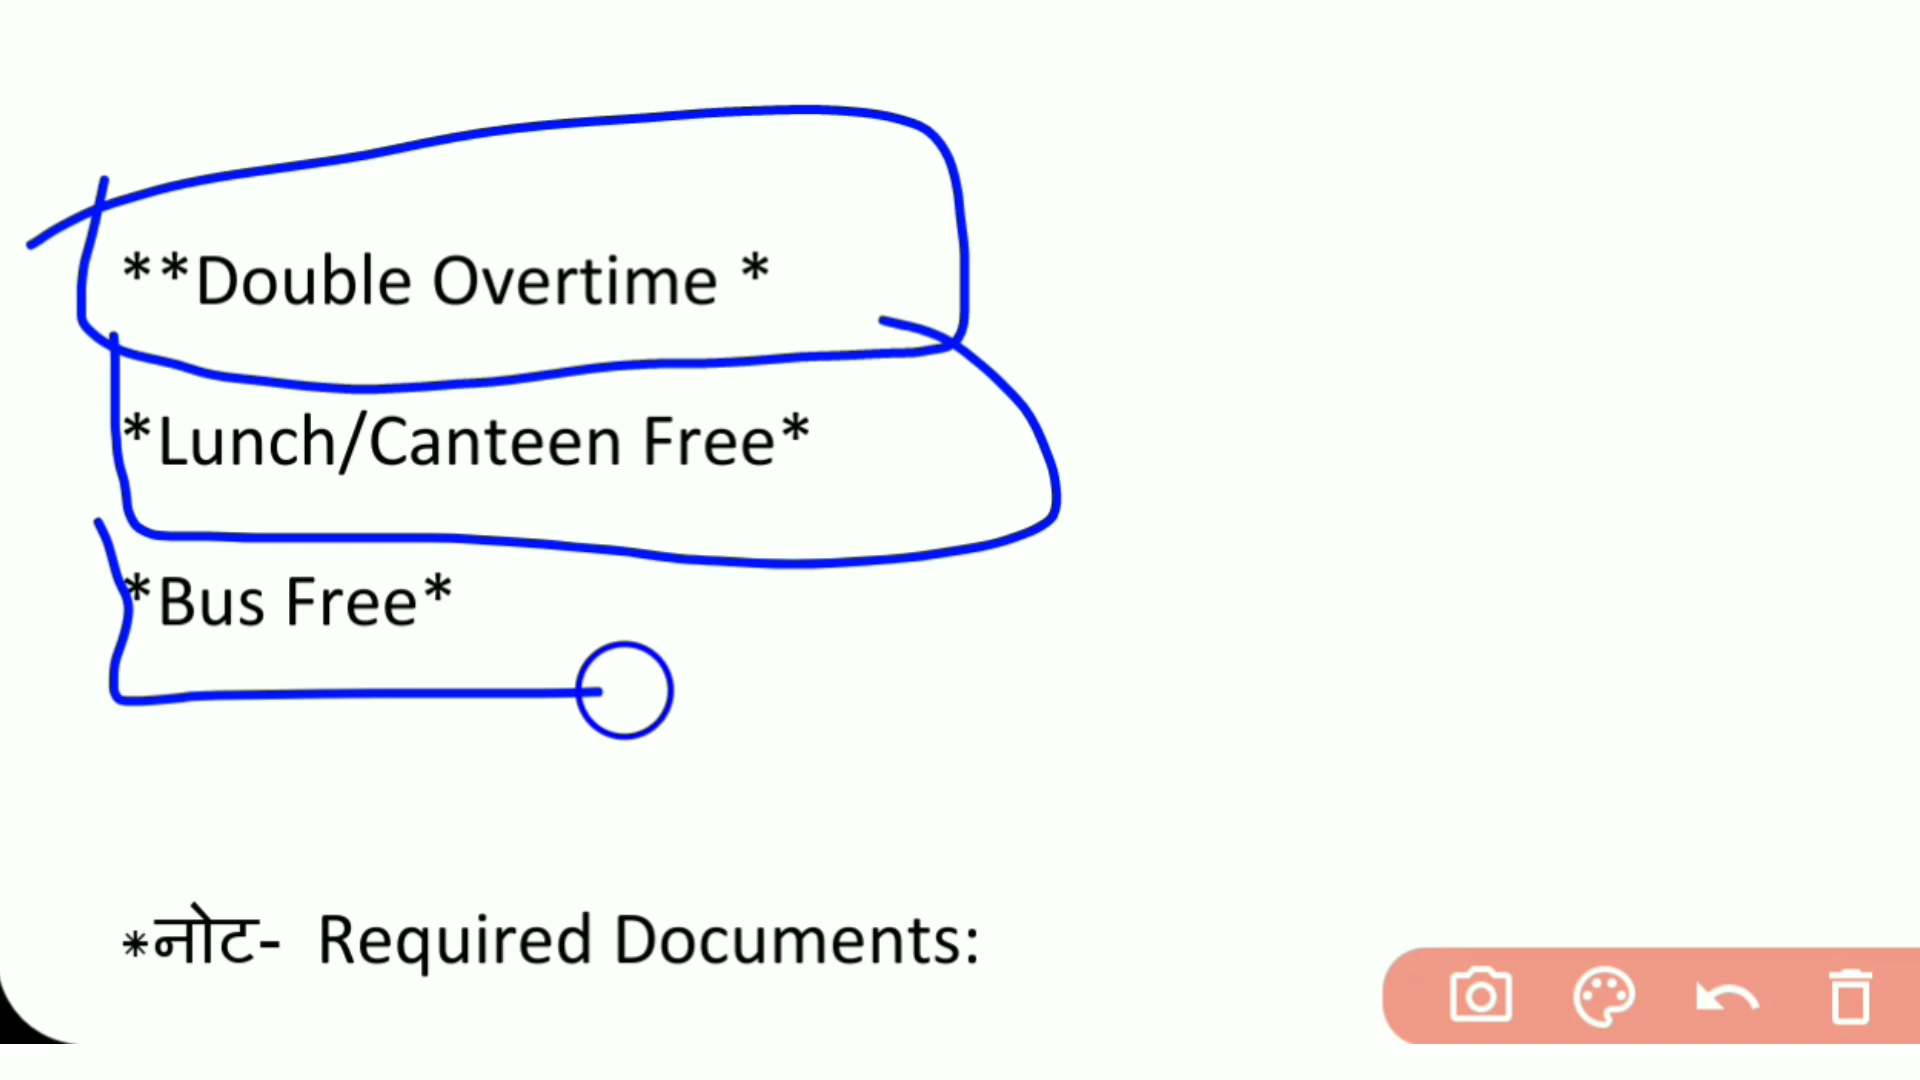 **Double Overtime *
*Lunch/Canteen Free*
*Bus Free*
*नोट- Required Documents: